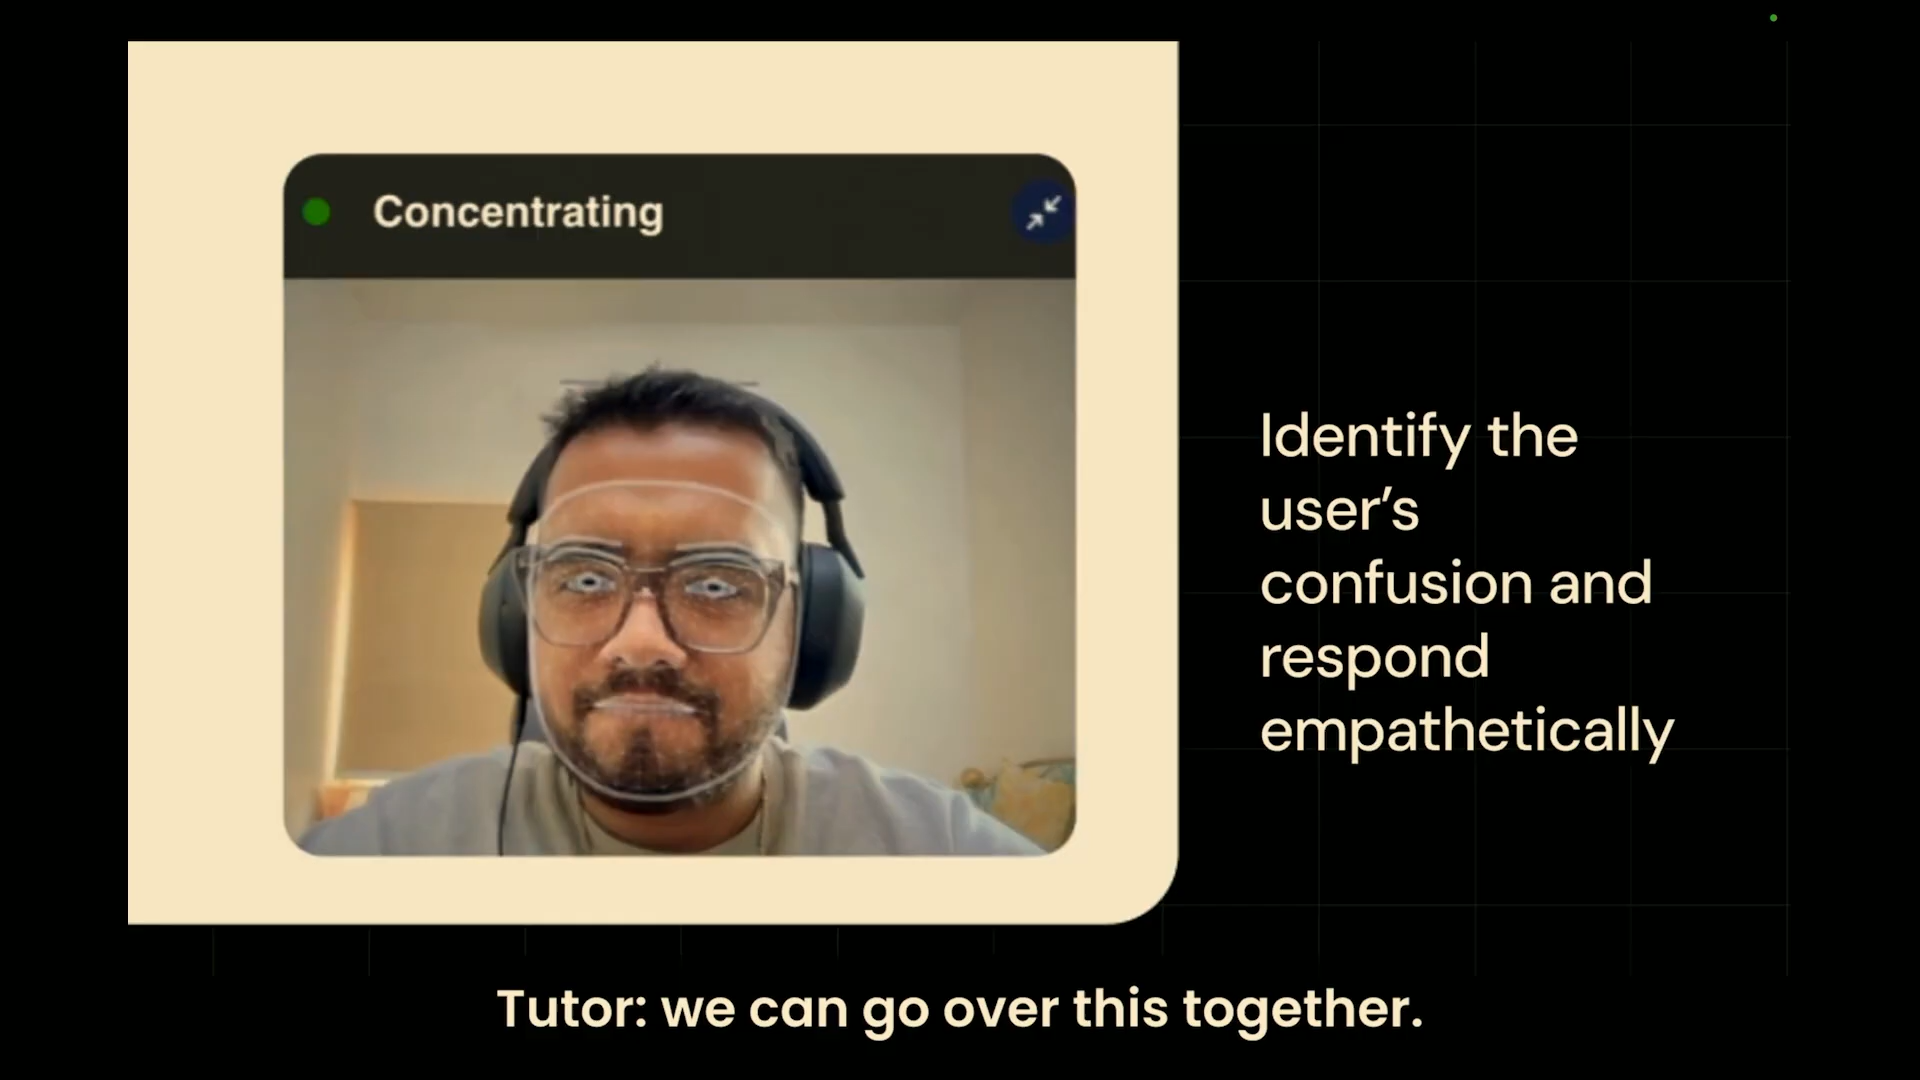 Concentrating
Identify the
user’s
confusion and
respond
empathetically
Tutor: we can go over this together.